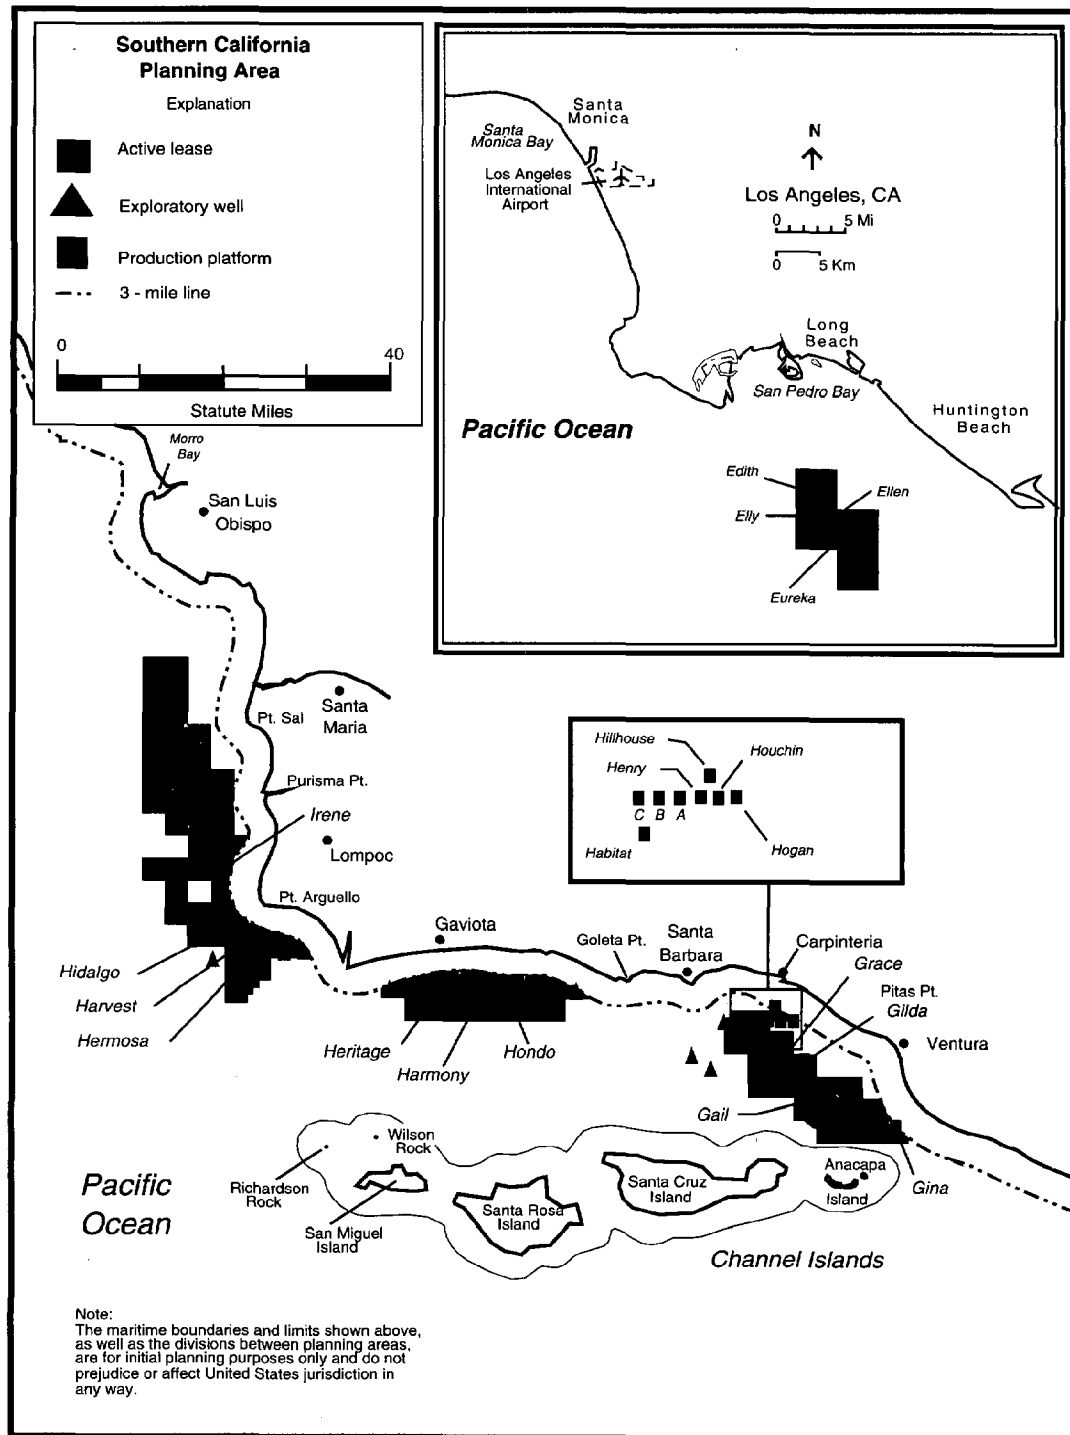 Southern California
Planning Area
Explanation
Active lease
Exploratory well
Production platform
3 - mile line
0 40
Statute Miles
Santa
Monica
Santa
Monica Bay
Los Angeles
International
Airport
N
Los Angeles, CA
0 5 Mi
0 5 Km
Long
Beach
San Pedro Bay
Huntington
Beach
Pacific Ocean
Edith
Ellen
Elly
Eureka
Morro
Bay
San Luis
Obispo
Santa
Maria
Pt. Sal
Purisma Pt.
Irene
Lompoc
Pt. Arguello
Hillhouse
Houchin
Henry
C B A
Habitat
Hogan
Gaviota
Goleta Pt.
Santa
Barbara
Carpinteria
Grace
Pitas Pt.
Gilda
Ventura
Hidalgo
Harvest
Hermosa
Heritage
Harmony
Hondo
Gail
Gina
Wilson
Rock
Richardson
Rock
San Miguel
Island
Santa Rosa
Island
Santa Cruz
Island
Anacapa
Island
Pacific
Ocean
Channel Islands
Note:
The maritime boundaries and limits shown above,
as well as the divisions between planning areas,
are for initial planning purposes only and do not
prejudice or affect United States jurisdiction in
any way.